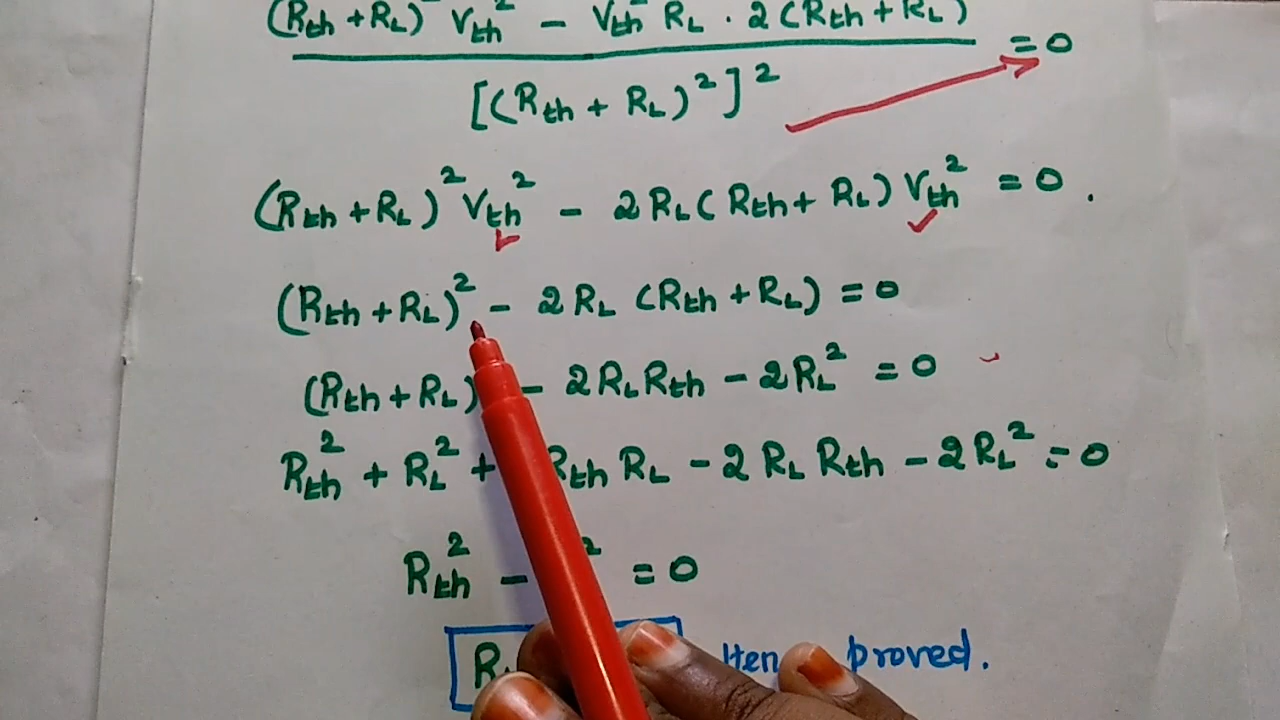 (Rth + RL)² Vth² − Vth² RL · 2 (Rth + RL)
= 0
[(Rth + RL)²]²
(Rth + RL)² Vth² − 2 RL (Rth + RL) Vth² = 0 .
(Rth + RL)² − 2 RL (Rth + RL) = 0
(Rth + RL) − 2 RL Rth − 2 RL² = 0
Rth² + RL² + Rth RL − 2 RL Rth − 2 RL² = 0
Rth² − ² = 0
R proved.